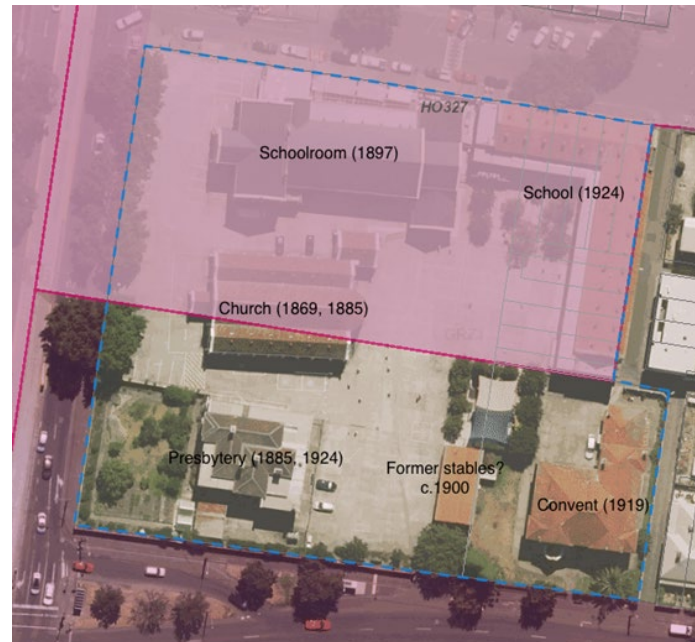 HO327
Schoolroom (1897)
School (1924)
Church (1869, 1885)
Presbytery (1885, 1924)
Former stables?
c.1900
Convent (1919)